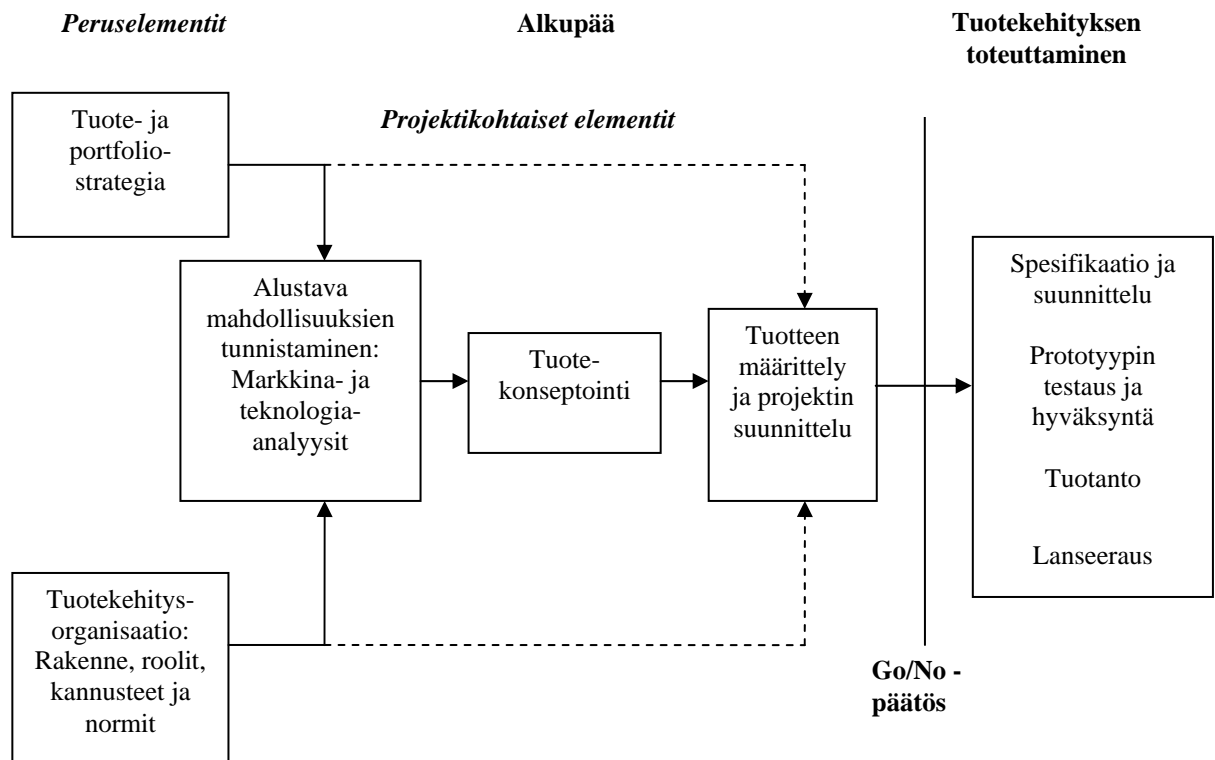 Peruselementit
Alkupää
Tuotekehityksen
toteuttaminen
Projektikohtaiset elementit
Tuote- ja
portfolio-
strategia
Alustava
mahdollisuuksien
tunnistaminen:
Markkina- ja
teknologia-
analyysit
Tuote-
konseptointi
Tuotteen
määrittely
ja projektin
suunnittelu
Spesifikaatio ja
suunnittelu
Prototyypin
testaus ja
hyväksyntä
Tuotanto
Lanseeraus
Tuotekehitys-
organisaatio:
Rakenne, roolit,
kannusteet ja
normit
Go/No -
päätös